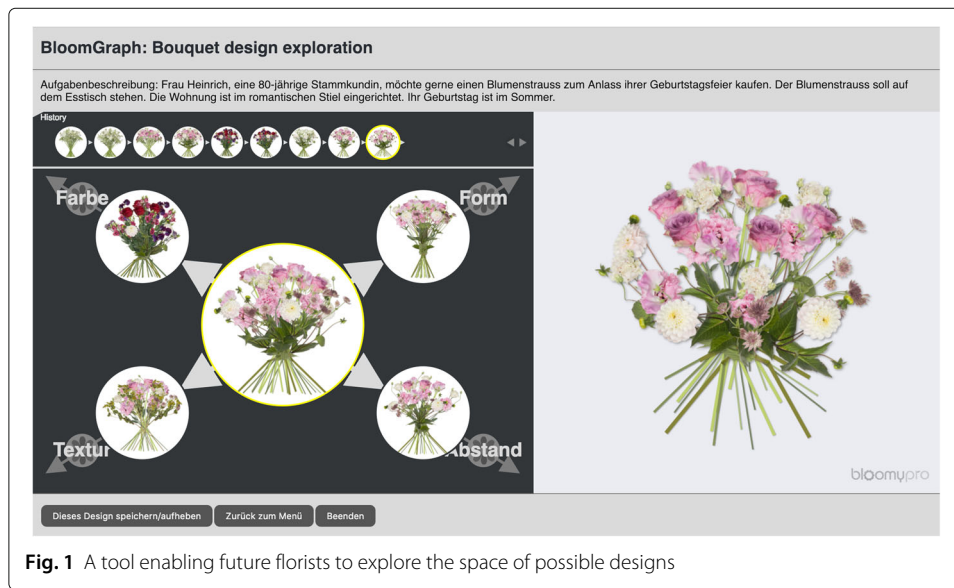 BloomGraph: Bouquet design exploration
Aufgabenbeschreibung: Frau Heinrich, eine 80-jährige Stammkundin, möchte gerne einen Blumenstrauss zum Anlass ihrer Geburtstagsfeier kaufen. Der Blumenstrauss soll auf
dem Esstisch stehen. Die Wohnung ist im romantischen Stiel eingerichtet. Ihr Geburtstag ist im Sommer.
History
Farbe
Form
Textur
Abstand
bloomypro
Dieses Design speichern/aufheben Zurück zum Menü Beenden
Fig. 1 A tool enabling future florists to explore the space of possible designs